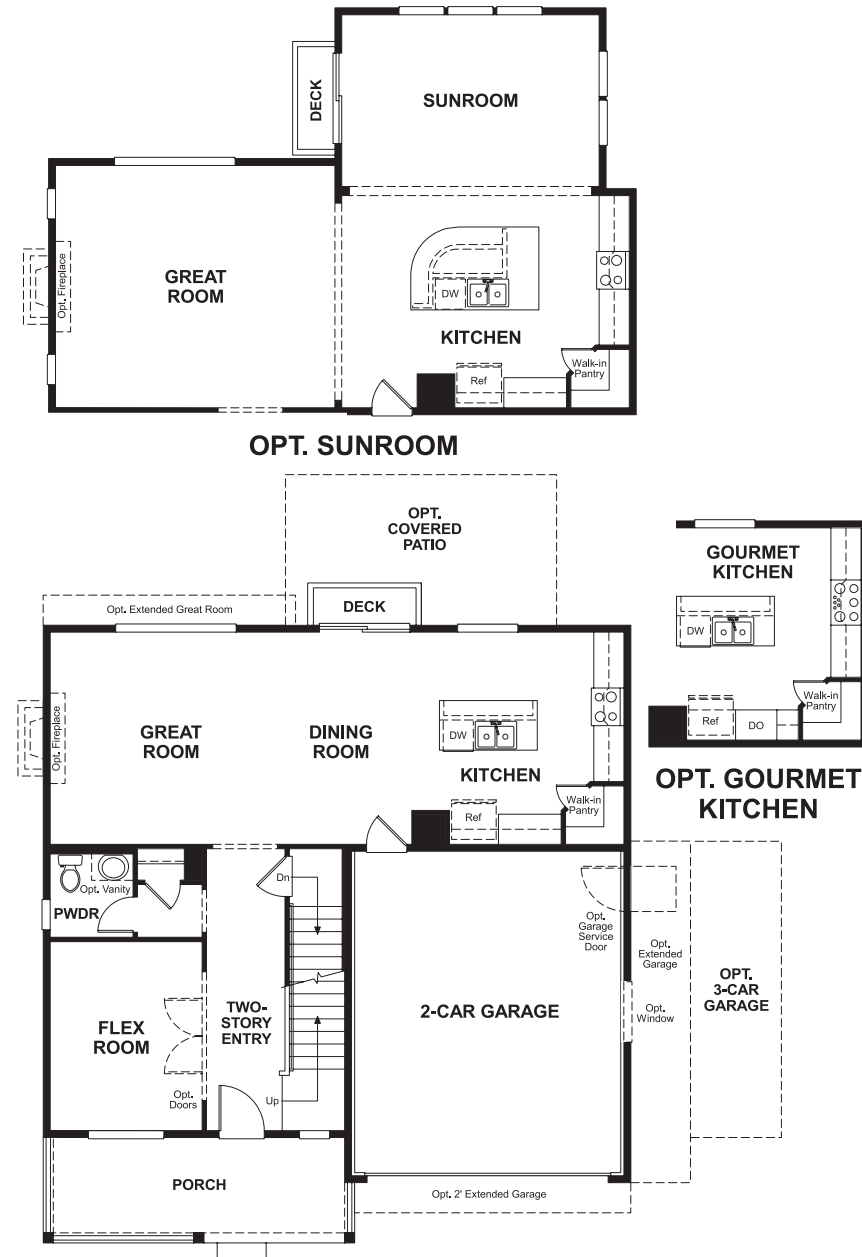 DECK
SUNROOM
GREAT
ROOM
Opt. Fireplace
DW
KITCHEN
Ref
Walk-in
Pantry
OPT. SUNROOM
OPT.
COVERED
PATIO
Opt. Extended Great Room
DECK
GREAT
ROOM
Opt. Fireplace
DINING
ROOM
DW
KITCHEN
Ref
Walk-in
Pantry
GOURMET
KITCHEN
DW
Ref
DO
Walk-in
Pantry
OPT. GOURMET
KITCHEN
Opt. Vanity
PWDR
Dn
FLEX
ROOM
Opt.
Doors
TWO-
STORY
ENTRY
Up
2-CAR GARAGE
Opt.
Garage
Service
Door
Opt.
Extended
Garage
Opt.
Window
OPT.
3-CAR
GARAGE
PORCH
Opt. 2' Extended Garage